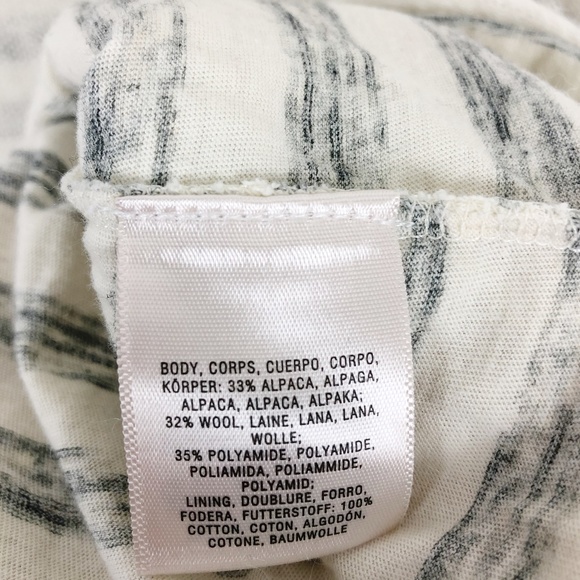 BODY, CORPS, CUERPO, CORPO,
KÖRPER: 33% ALPACA, ALPAGA,
ALPACA, ALPACA, ALPAKA;
32% WOOL, LAINE, LANA, LANA,
WOLLE;
35% POLYAMIDE, POLYAMIDE,
POLIAMIDA, POLIAMMIDE,
POLYAMID;
LINING, DOUBLURE, FORRO,
FODERA, FUTTERSTOFF: 100%
COTTON, COTON, ALGODÓN,
COTONE, BAUMWOLLE